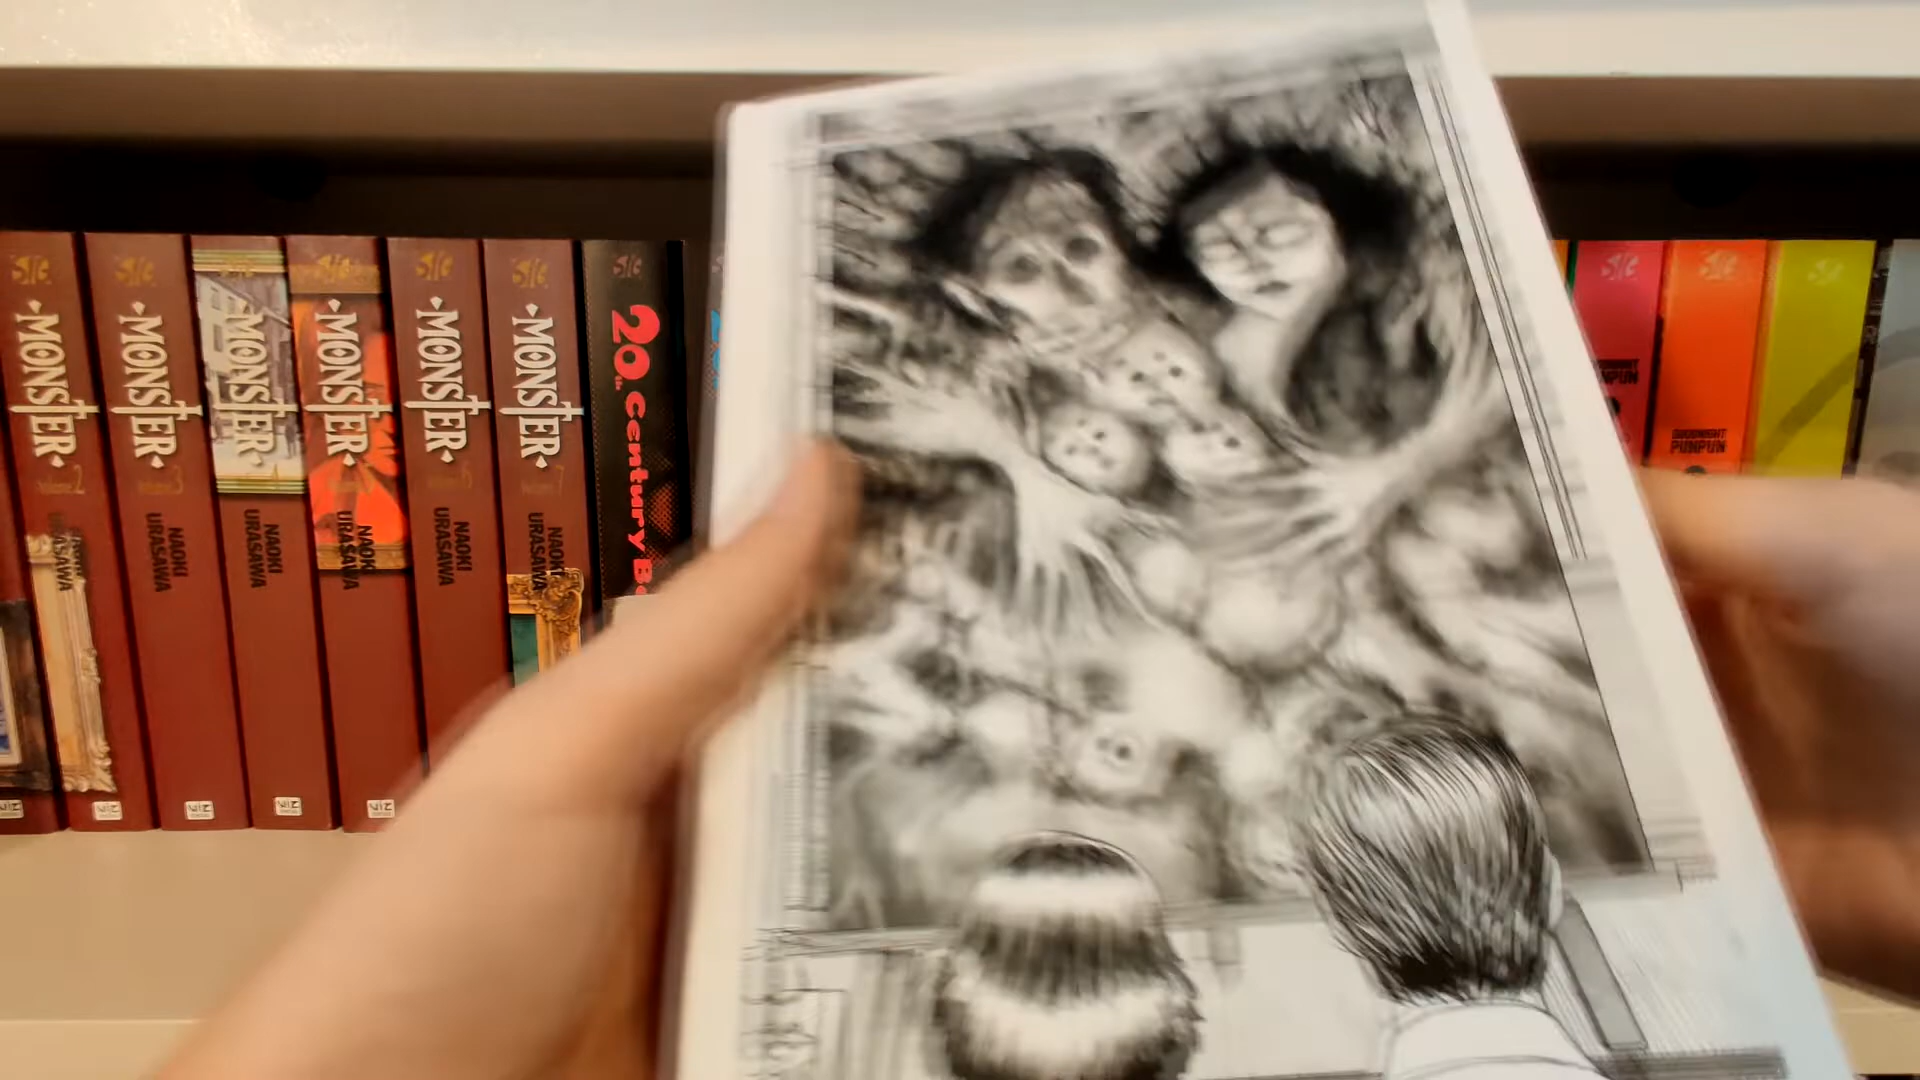 SIG
MONSTER
Volume 2
NAOKI URASAWA
VIZ
SIG
MONSTER
Volume 3
NAOKI URASAWA
VIZ
MONSTER
NAOKI URASAWA
VIZ
MONSTER
NAOKI URASAWA
VIZ
SIG
MONSTER
Volume 6
NAOKI URASAWA
SIG
MONSTER
Volume 7
NAOKI URASAWA
SIG
20th century B
SIG
SIG
GOODNIGHT PUNPUN
SIG